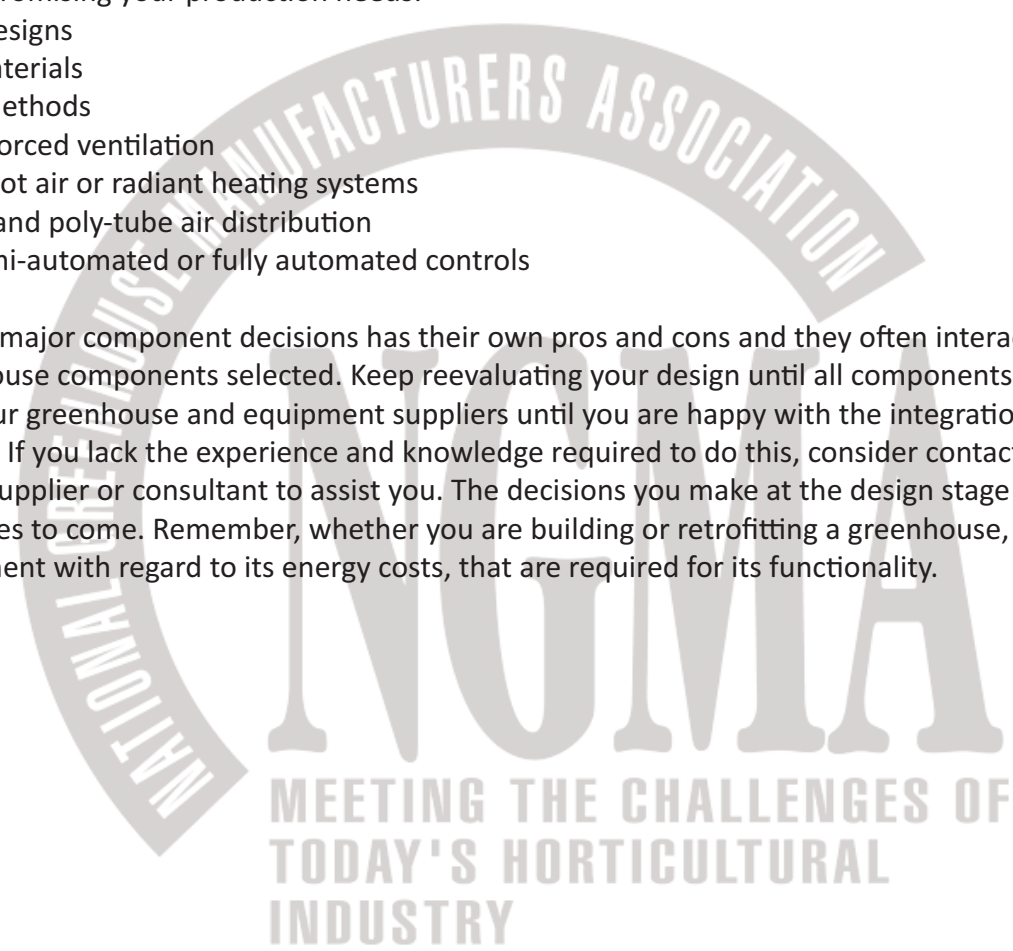 promising your production needs.
esigns
aterials
ethods
orced ventilation
ot air or radiant heating systems
and poly-tube air distribution
ni-automated or fully automated controls
major component decisions has their own pros and cons and they often interac
ouse components selected. Keep reevaluating your design until all components
ur greenhouse and equipment suppliers until you are happy with the integratio
If you lack the experience and knowledge required to do this, consider contac
upplier or consultant to assist you. The decisions you make at the design stage
es to come. Remember, whether you are building or retrofitting a greenhouse,
nent with regard to its energy costs, that are required for its functionality.
NATIONAL GREENHOUSE MANUFACTURERS ASSOCIATION
NGMA
MEETING THE CHALLENGES OF
TODAY'S HORTICULTURAL
INDUSTRY